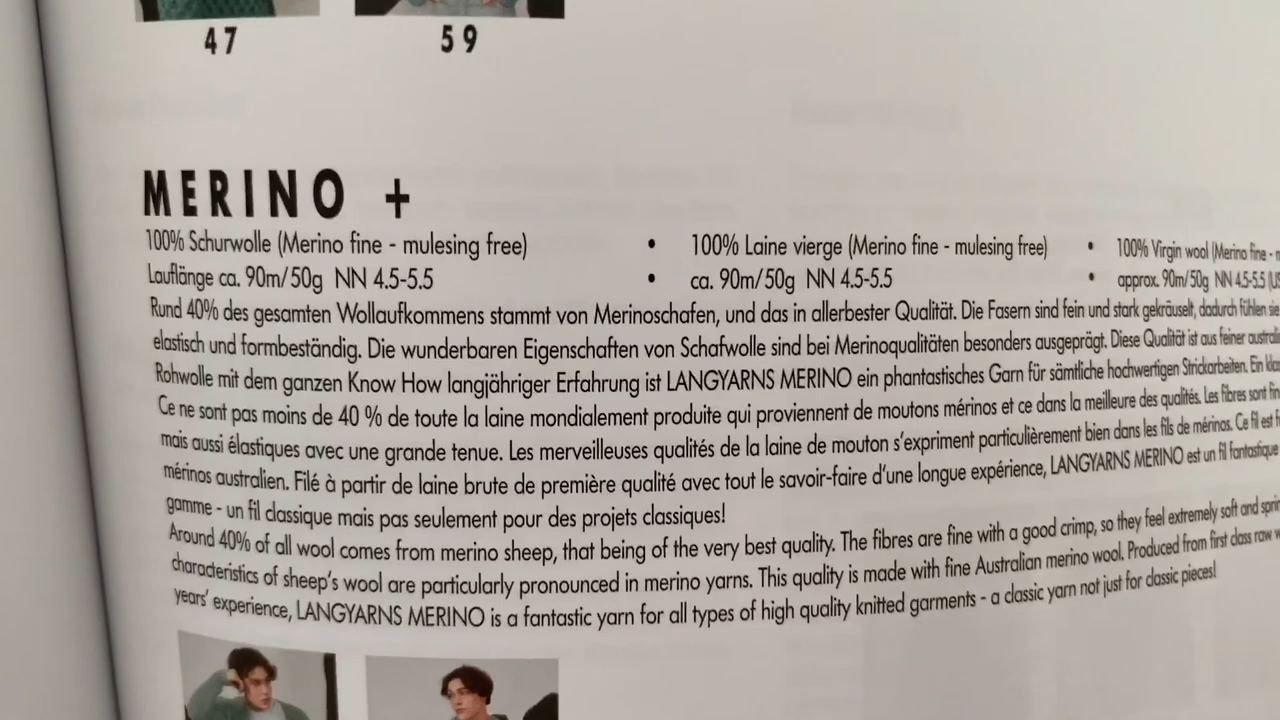 47 59
MERINO +
100% Schurwolle (Merino fine - mulesing free) • 100% Laine vierge (Merino fine - mulesing free) • 100% Virgin wool (Merino fine -
Lauflänge ca. 90m/50g NN 4.5-5.5 • ca. 90m/50g NN 4.5-5.5 • approx. 90m/50g NN 4.5-5.5 (US
Rund 40% des gesamten Wollaufkommens stammt von Merinoschafen, und das in allerbester Qualität. Die Fasern sind fein und stark gekräuselt, dadurch fühlen sie
elastisch und formbeständig. Die wunderbaren Eigenschaften von Schafwolle sind bei Merinoqualitäten besonders ausgeprägt. Diese Qualität ist aus feiner
Rohwolle mit dem ganzen Know How langjähriger Erfahrung ist LANGYARNS MERINO ein phantastisches Garn für sämtliche hochwertigen Strickarbeiten. Ein
Ce ne sont pas moins de 40 % de toute la laine mondialement produite qui proviennent de moutons mérinos et ce dans la meilleure des qualités. Les fibres sont
mais aussi élastiques avec une grande tenue. Les merveilleuses qualités de la laine de mouton s'expriment particulièrement bien dans les fils de mérinos. Ce fil est
mérinos australien. Filé à partir de laine brute de première qualité avec tout le savoir-faire d'une longue expérience, LANGYARNS MERINO est un fil fantastique
gamme - un fil classique mais pas seulement pour des projets classiques!
Around 40% of all wool comes from merino sheep, that being of the very best quality. The fibres are fine with a good crimp, so they feel extremely soft and
characteristics of sheep's wool are particularly pronounced in merino yarns. This quality is made with fine Australian merino wool. Produced from first class raw
years' experience, LANGYARNS MERINO is a fantastic yarn for all types of high quality knitted garments - a classic yarn not just for classic pieces!